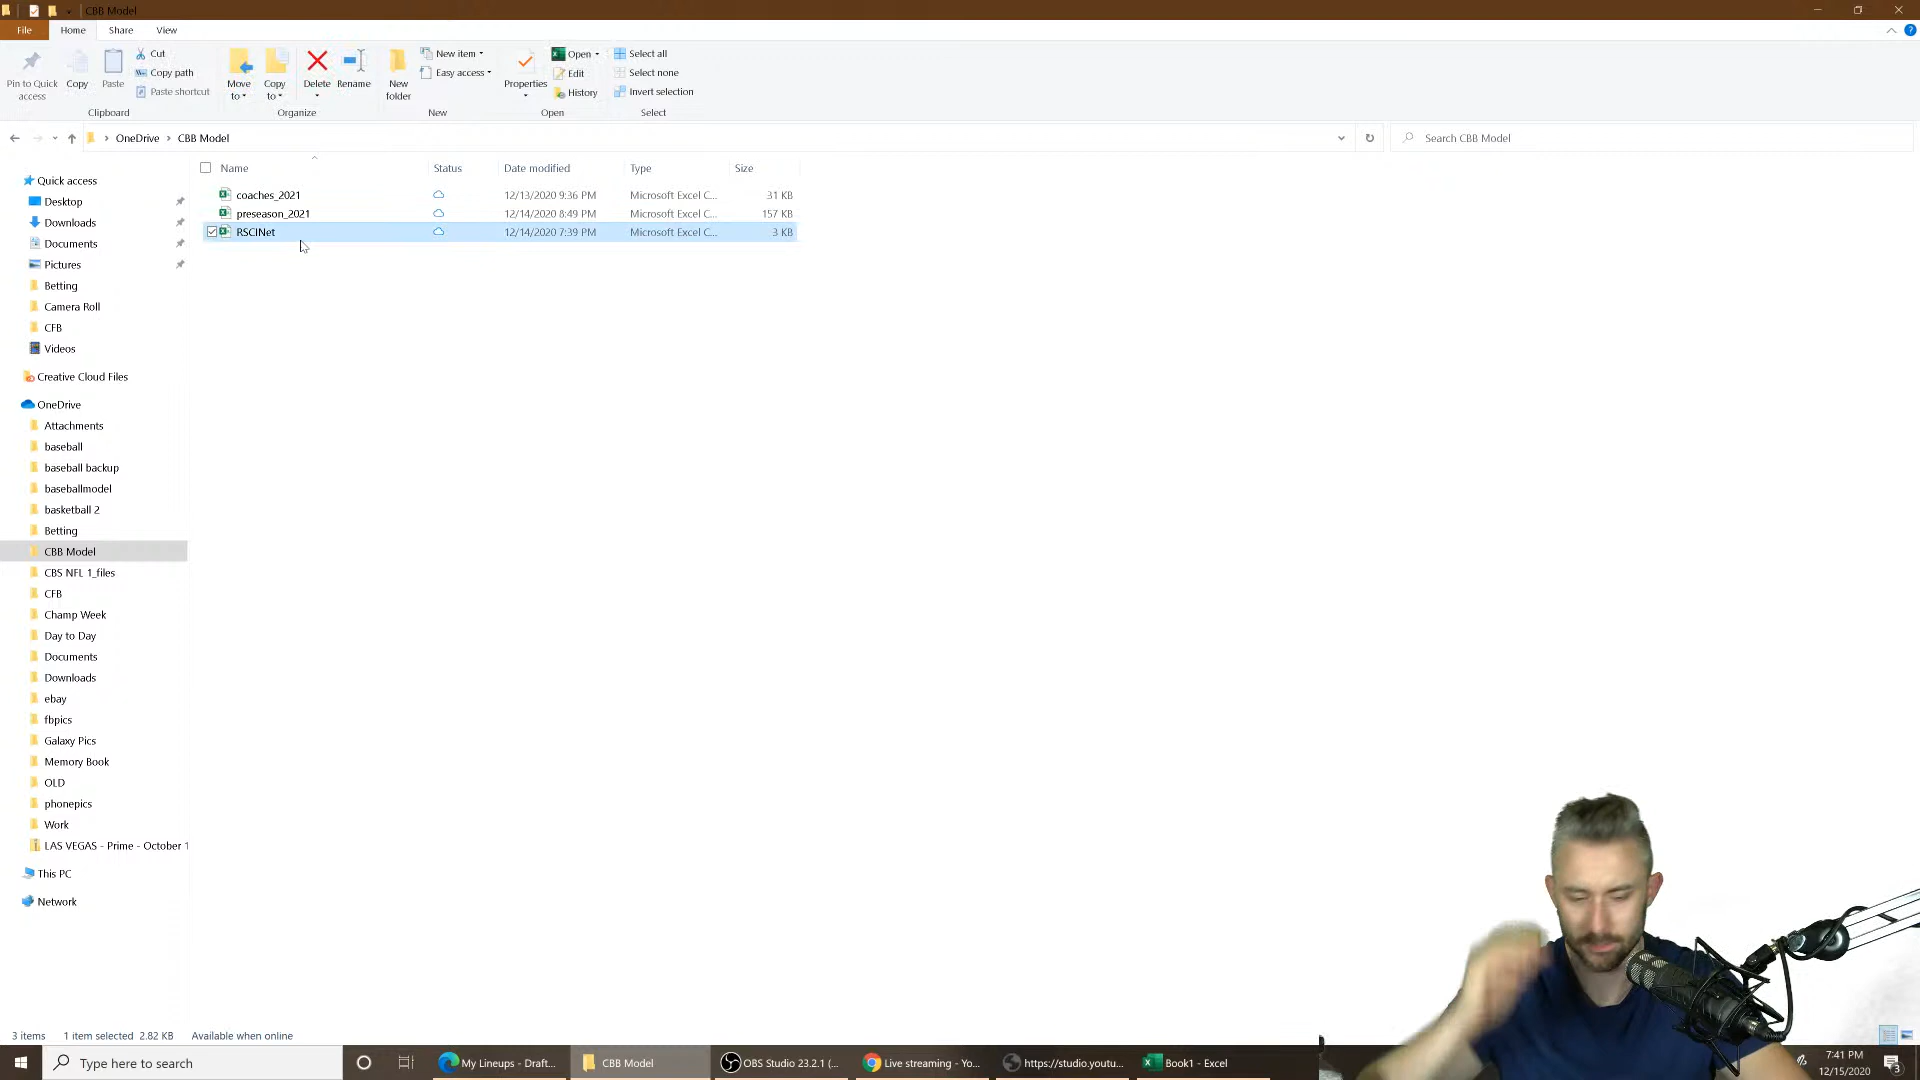 CBB Model
File Home Share View
Pin to Quick access
Copy
Paste
Cut
Copy path
Paste shortcut
Clipboard
Move to
Copy to
Delete
Rename
Organize
New folder
New item
Easy access
New
Properties
Open
Edit
History
Open
Select all
Select none
Invert selection
Select
OneDrive CBB Model
Search CBB Model
Name Status Date modified Type Size
coaches_2021 12/13/2020 9:36 PM Microsoft Excel C... 31 KB
preseason_2021 12/14/2020 8:49 PM Microsoft Excel C... 157 KB
RSCINet 12/14/2020 7:39 PM Microsoft Excel C... 3 KB
Quick access
Desktop
Downloads
Documents
Pictures
Betting
Camera Roll
CFB
Videos
Creative Cloud Files
OneDrive
Attachments
baseball
baseball backup
baseballmodel
basketball 2
Betting
CBB Model
CBS NFL 1_files
CFB
Champ Week
Day to Day
Documents
Downloads
ebay
fbpics
Galaxy Pics
Memory Book
OLD
phonepics
Work
LAS VEGAS - Prime - October 1
This PC
Network
3 items 1 item selected 2.82 KB Available when online
Type here to search
My Lineups - Draft...
CBB Model
OBS Studio 23.2.1 (...
Live streaming - Yo...
https://studio.youtu...
Book1 - Excel
7:41 PM
12/15/2020
3